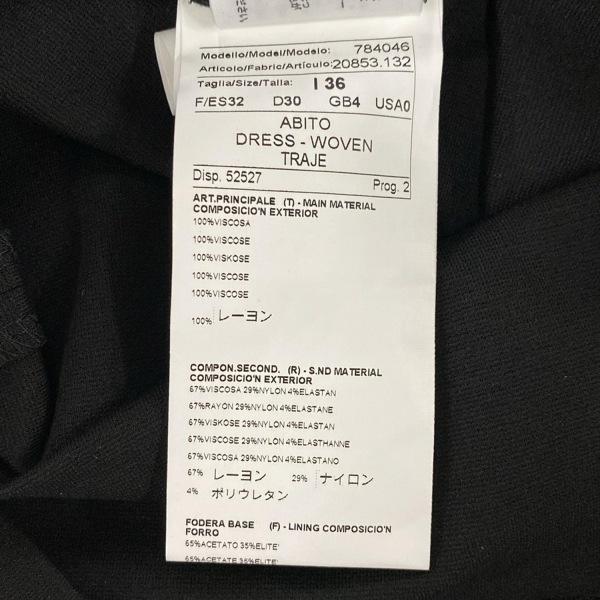 Modello/Model/Modelo: 784046
Articolo/Fabric/Articulo: 20853.132
Taglia/Size/Talla: I 36
F/ES32 D30 GB4 USA0
ABITO
DRESS - WOVEN
TRAJE
Disp. 52527 Prog. 2
ART.PRINCIPALE (T) - MAIN MATERIAL
COMPOSICIO'N EXTERIOR
100%VISCOSA
100%VISCOSE
100%VISKOSE
100%VISCOSE
100%VISCOSE
100% レーヨン
COMPON.SECOND. (R) - S.ND MATERIAL
COMPOSICIO'N EXTERIOR
67%VISCOSA 29%NYLON 4%ELASTAN
67%RAYON 29%NYLON 4%ELASTANE
67%VISKOSE 29%NYLON 4%ELASTAN
67%VISCOSE 29%NYLON 4%ELASTHANNE
67%VISCOSA 29%NYLON 4%ELASTANO
67% レーヨン 29% ナイロン
4% ポリウレタン
FODERA BASE (F) - LINING COMPOSICIO'N
FORRO
65%ACETATO 35%ELITE'
65%ACETATE 35%ELITE'